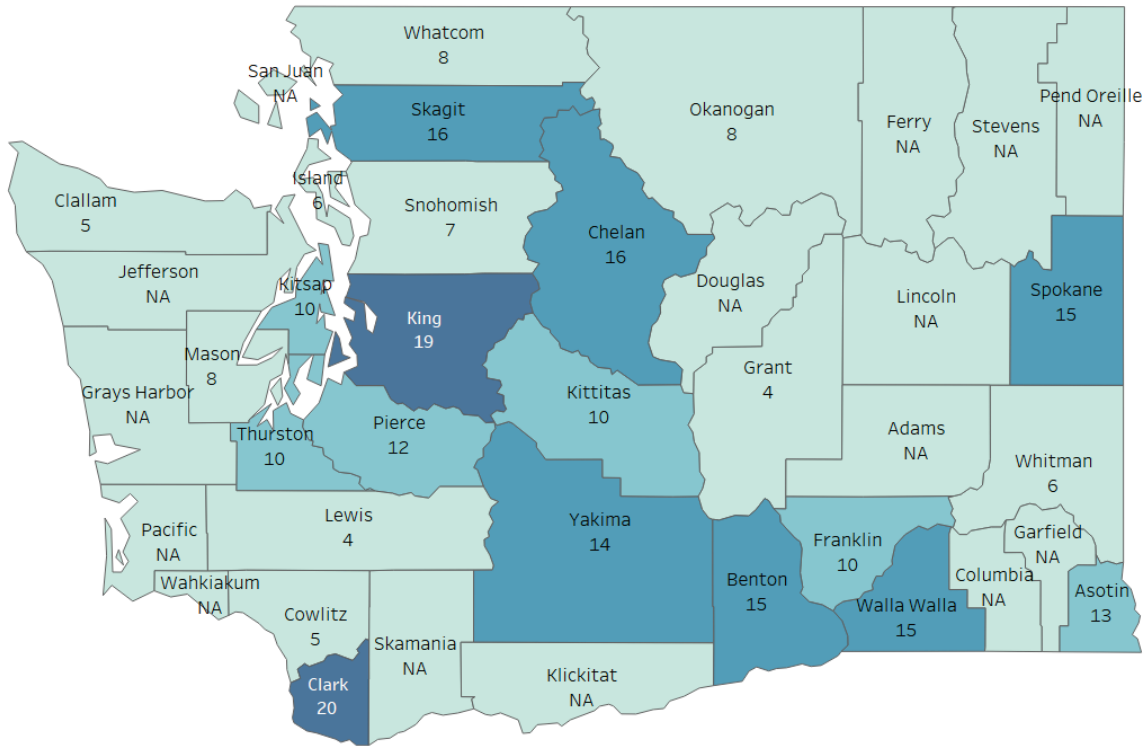 Whatcom
8
San Juan
NA
Skagit
16
Okanogan
8
Ferry
NA
Stevens
NA
Pend Oreille
NA
Clallam
5
Island
6
Snohomish
7
Chelan
16
Jefferson
NA
Kitsap
10
King
19
Douglas
NA
Lincoln
NA
Spokane
15
Mason
8
Grays Harbor
NA
Thurston
10
Pierce
12
Kittitas
10
Grant
4
Adams
NA
Whitman
6
Pacific
NA
Lewis
4
Yakima
14
Benton
15
Franklin
10
Walla Walla
15
Columbia
NA
Garfield
NA
Asotin
13
Wahkiakum
NA
Cowlitz
5
Skamania
NA
Klickitat
NA
Clark
20